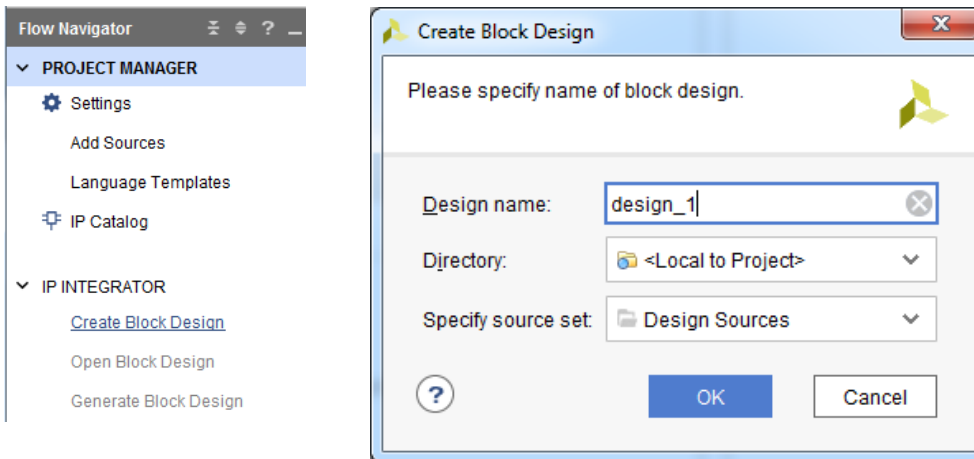 Flow Navigator
PROJECT MANAGER
Settings
Add Sources
Language Templates
IP Catalog
IP INTEGRATOR
Create Block Design
Open Block Design
Generate Block Design
Create Block Design
Please specify name of block design.
Design name: design_1
Directory: <Local to Project>
Specify source set: Design Sources
? OK Cancel